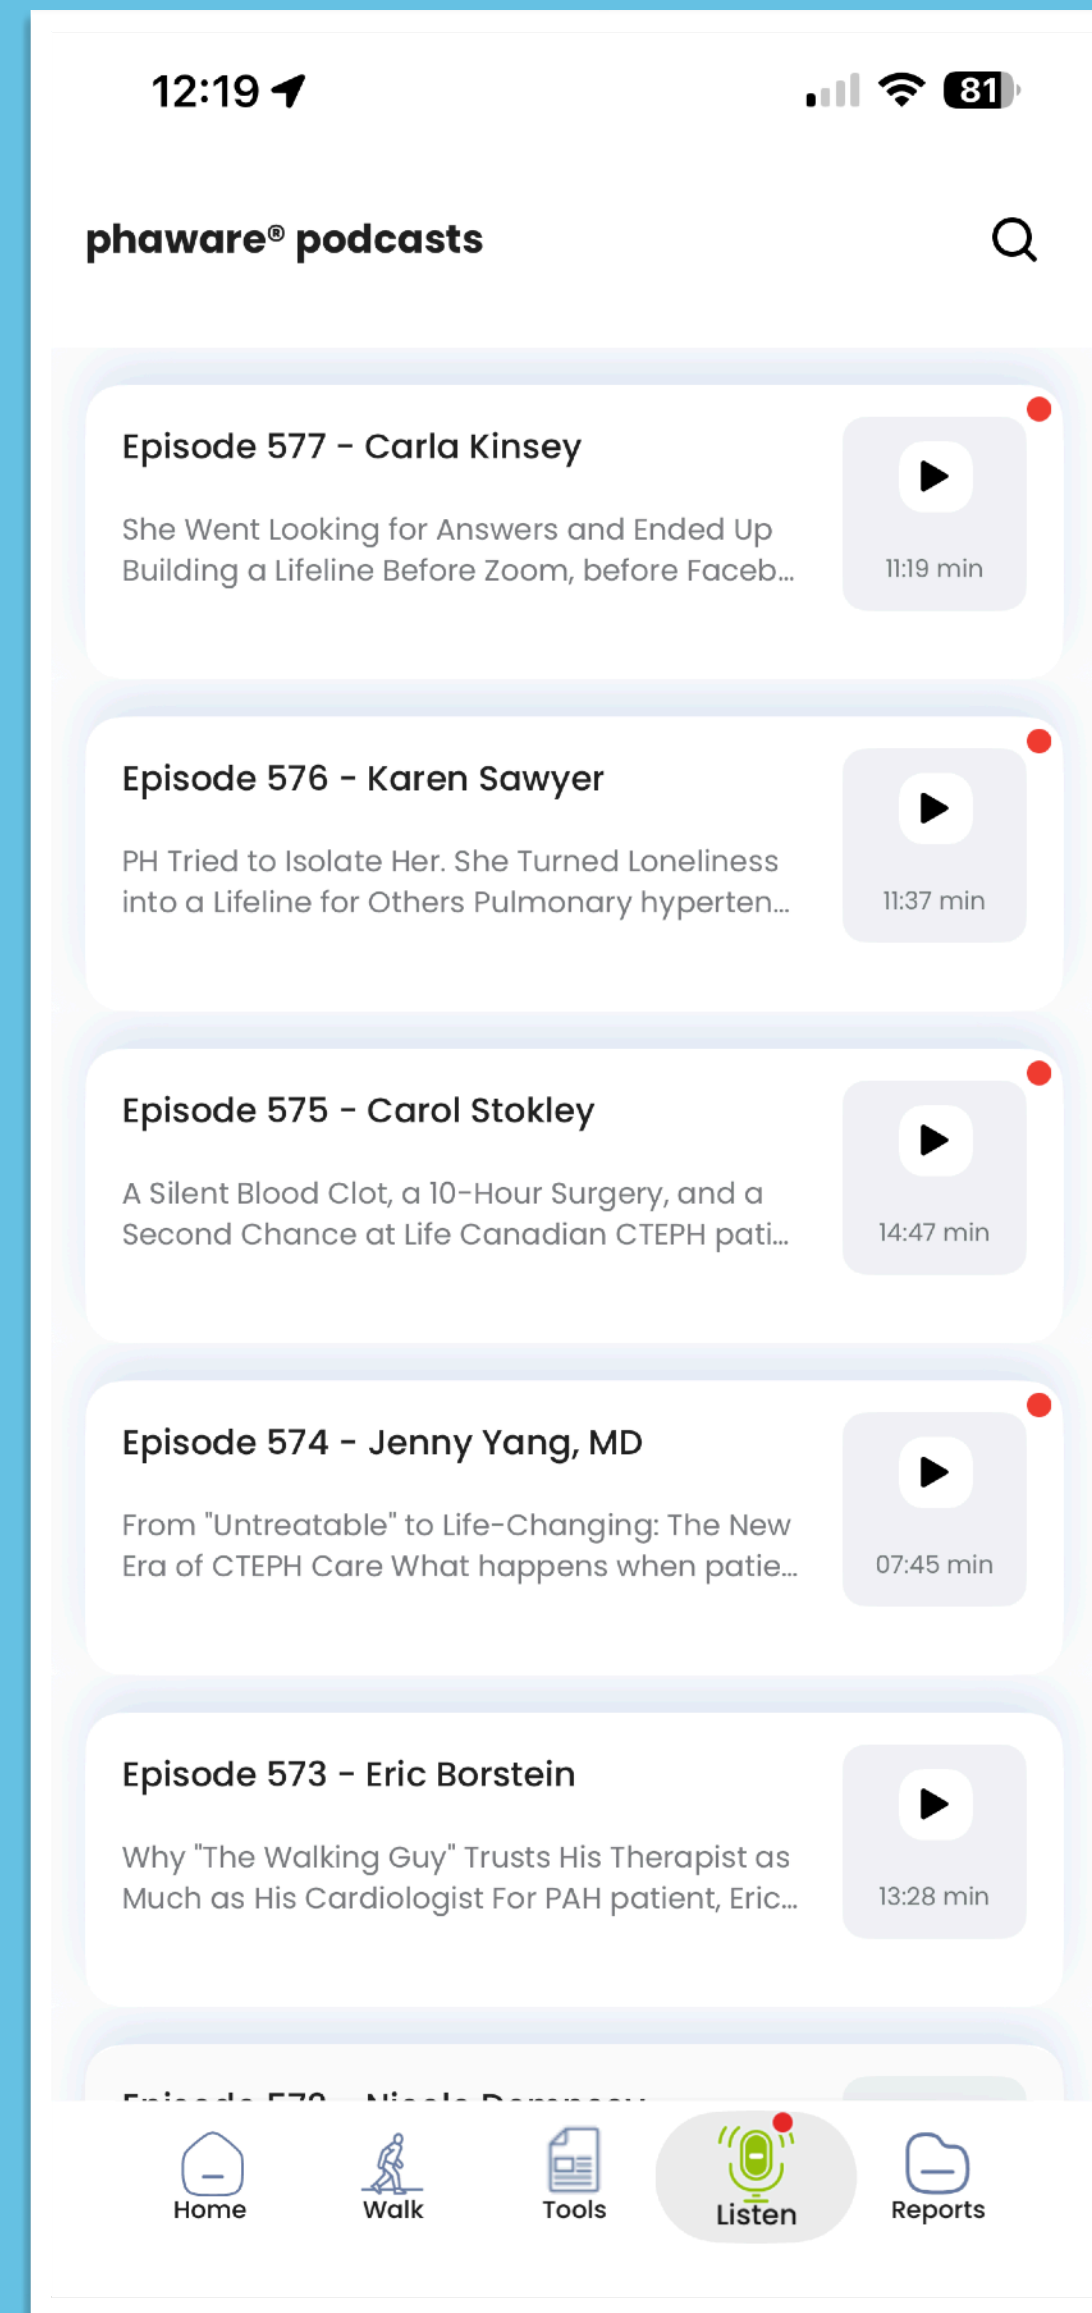 12:19
81
phaware® podcasts
Episode 577 - Carla Kinsey
She Went Looking for Answers and Ended Up
Building a Lifeline Before Zoom, before Faceb...
11:19 min
Episode 576 - Karen Sawyer
PH Tried to Isolate Her. She Turned Loneliness
into a Lifeline for Others Pulmonary hyperten...
11:37 min
Episode 575 - Carol Stokley
A Silent Blood Clot, a 10-Hour Surgery, and a
Second Chance at Life Canadian CTEPH pati...
14:47 min
Episode 574 - Jenny Yang, MD
From "Untreatable" to Life-Changing: The New
Era of CTEPH Care What happens when patie...
07:45 min
Episode 573 - Eric Borstein
Why "The Walking Guy" Trusts His Therapist as
Much as His Cardiologist For PAH patient, Eric...
13:28 min
Episode 572 - Nicole Dempsey
Home
Walk
Tools
Listen
Reports